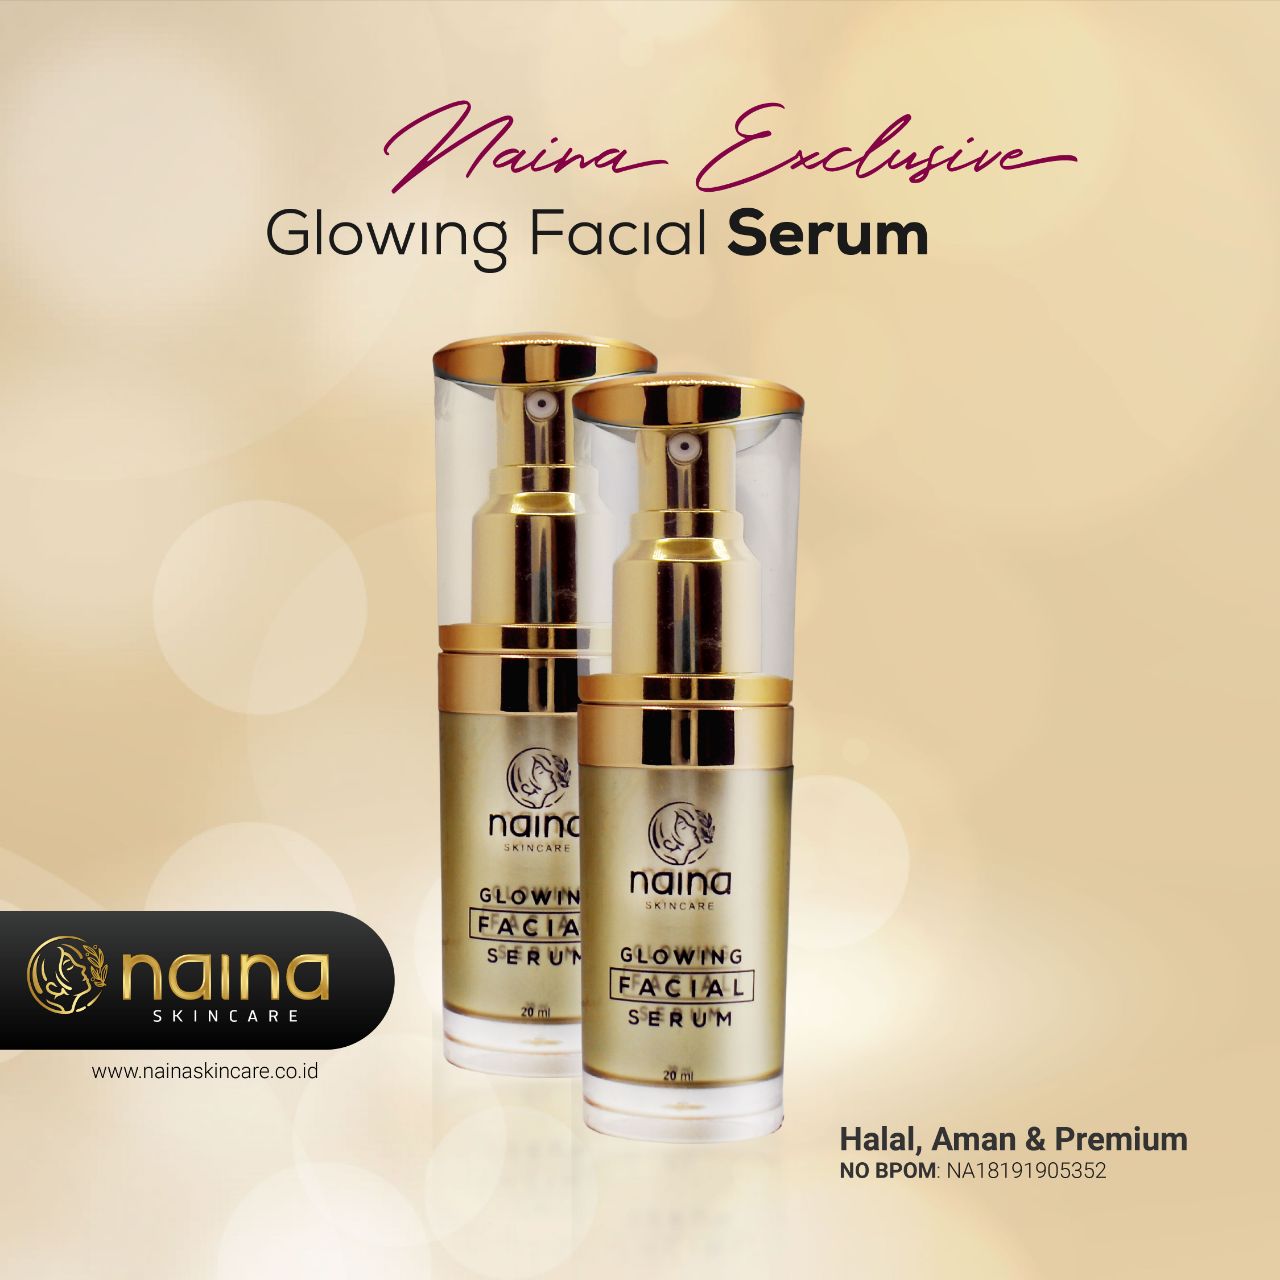 Naina Exclusive
Glowing Facial Serum
naina
SKINCARE
GLOWING
FACIAL
SERUM
20 ml
naina
SKINCARE
GLOWING
FACIAL
SERUM
20 ml
naina
SKINCARE
www.nainaskincare.co.id
Halal, Aman & Premium
NO BPOM: NA18191905352